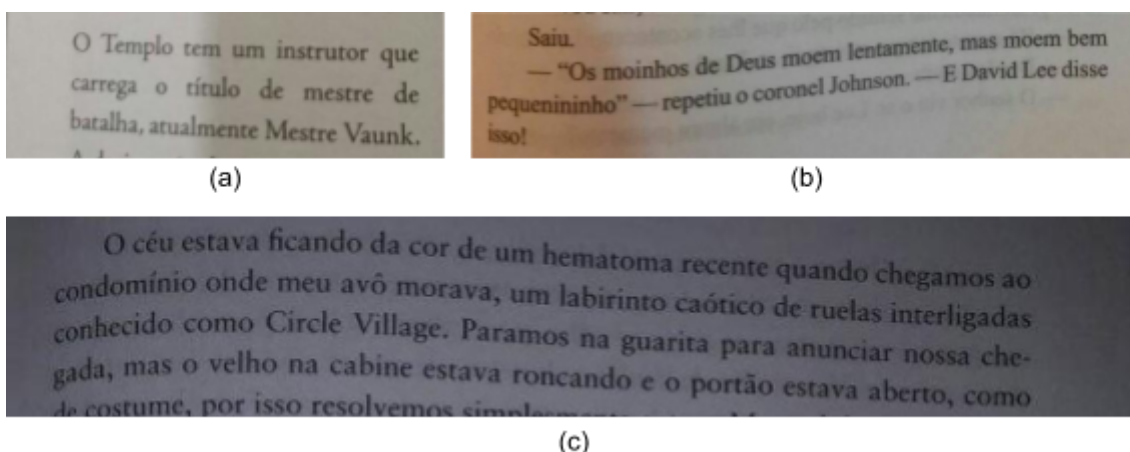 O Templo tem um instrutor que
carrega o título de mestre de
batalha, atualmente Mestre Vaunk.
(a)
Saiu.
— “Os moinhos de Deus moem lentamente, mas moem bem
pequenininho” — repetiu o coronel Johnson. — E David Lee disse
isso!
(b)
O céu estava ficando da cor de um hematoma recente quando chegamos ao
condomínio onde meu avô morava, um labirinto caótico de ruelas interligadas
conhecido como Circle Village. Paramos na guarita para anunciar nossa che-
gada, mas o velho na cabine estava roncando e o portão estava aberto, como
de costume, por isso resolvemos simplesmente
(c)